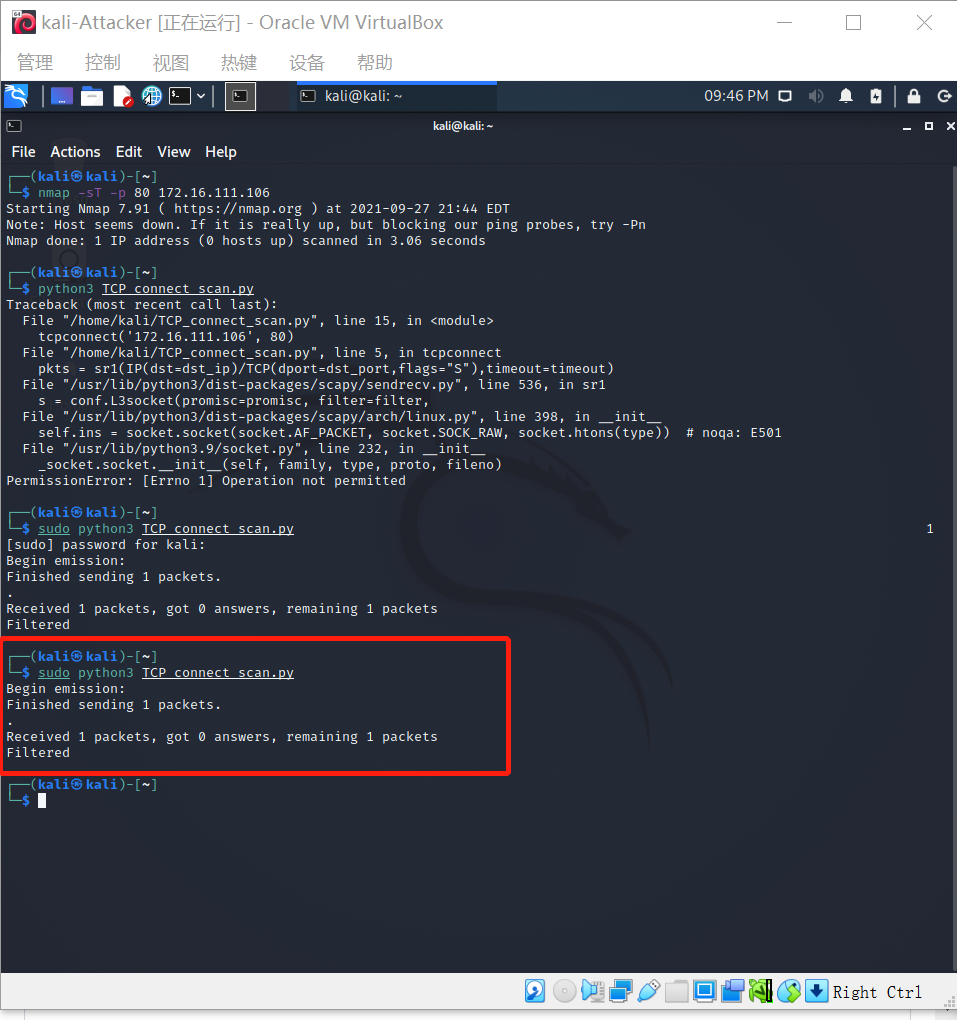 kali-Attacker [正在运行] - Oracle VM VirtualBox
管理 控制 视图 热键 设备 帮助
kali@kali: ~ 09:46 PM
kali@kali: ~
File Actions Edit View Help
┌──(kali㉿kali)-[~]
└─$ nmap -sT -p 80 172.16.111.106
Starting Nmap 7.91 ( https://nmap.org ) at 2021-09-27 21:44 EDT
Note: Host seems down. If it is really up, but blocking our ping probes, try -Pn
Nmap done: 1 IP address (0 hosts up) scanned in 3.06 seconds
┌──(kali㉿kali)-[~]
└─$ python3 TCP_connect_scan.py
Traceback (most recent call last):
  File "/home/kali/TCP_connect_scan.py", line 15, in <module>
    tcpconnect('172.16.111.106', 80)
  File "/home/kali/TCP_connect_scan.py", line 5, in tcpconnect
    pkts = sr1(IP(dst=dst_ip)/TCP(dport=dst_port,flags="S"),timeout=timeout)
  File "/usr/lib/python3/dist-packages/scapy/sendrecv.py", line 536, in sr1
    s = conf.L3socket(promisc=promisc, filter=filter,
  File "/usr/lib/python3/dist-packages/scapy/arch/linux.py", line 398, in __init__
    self.ins = socket.socket(socket.AF_PACKET, socket.SOCK_RAW, socket.htons(type))  # noqa: E501
  File "/usr/lib/python3.9/socket.py", line 232, in __init__
    _socket.socket.__init__(self, family, type, proto, fileno)
PermissionError: [Errno 1] Operation not permitted
┌──(kali㉿kali)-[~]
└─$ sudo python3 TCP_connect_scan.py 1
[sudo] password for kali:
Begin emission:
Finished sending 1 packets.
.
Received 1 packets, got 0 answers, remaining 1 packets
Filtered
┌──(kali㉿kali)-[~]
└─$ sudo python3 TCP_connect_scan.py
Begin emission:
Finished sending 1 packets.
.
Received 1 packets, got 0 answers, remaining 1 packets
Filtered
┌──(kali㉿kali)-[~]
└─$
Right Ctrl